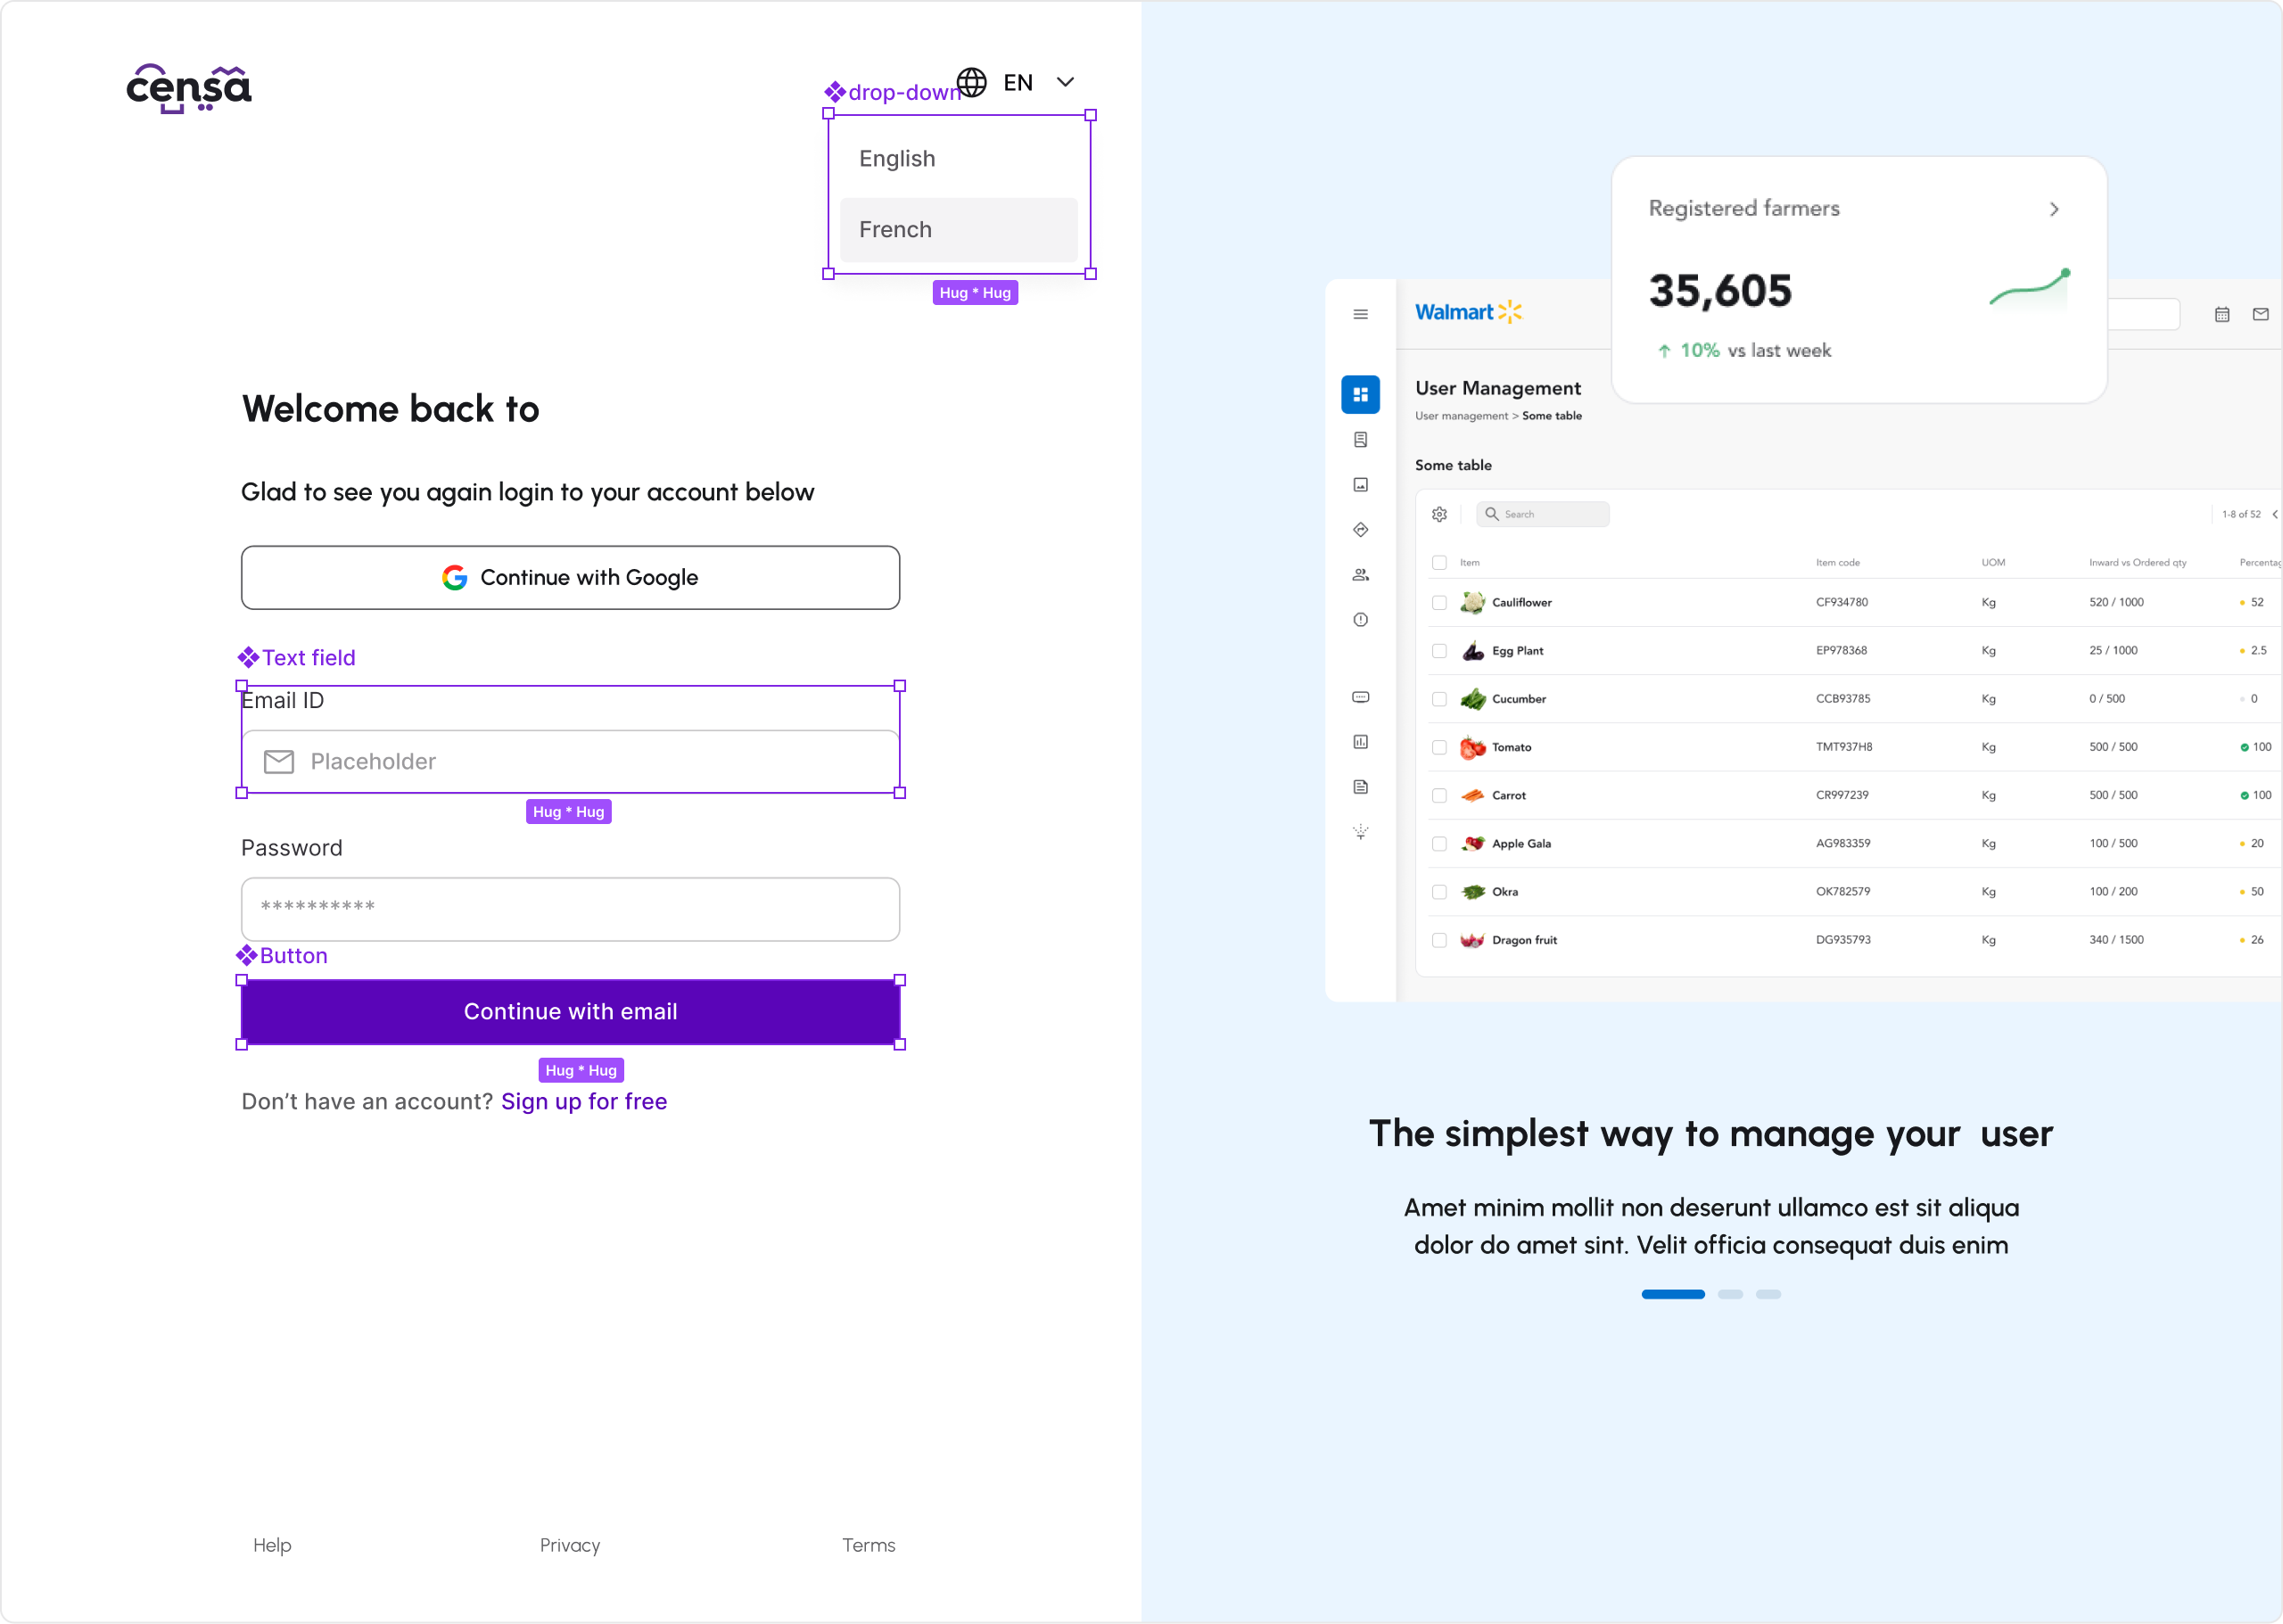 censa
EN
drop-down
English
French
Hug * Hug
Welcome back to
Glad to see you again login to your account below
Continue with Google
Text field
Email ID
Placeholder
Hug * Hug
Password
**********
Button
Continue with email
Hug * Hug
Don’t have an account? Sign up for free
Help
Privacy
Terms
Registered farmers
35,605
10% vs last week
Walmart
User Management
User management > Some table
Some table
Search
1-8 of 52
Item Item code UOM Inward vs Ordered qty
Cauliflower CF934780 Kg 520 / 1000 52
Egg Plant EP978368 Kg 25 / 1000 2.5
Cucumber CCB93785 Kg 0 / 500 0
Tomato TMT937H8 Kg 500 / 500 100
Carrot CR997239 Kg 500 / 500 100
Apple Gala AG983359 Kg 100 / 500 20
Okra OK782579 Kg 100 / 200 50
Dragon fruit DG935793 Kg 340 / 1500 26
The simplest way to manage your user
Amet minim mollit non deserunt ullamco est sit aliqua
dolor do amet sint. Velit officia consequat duis enim